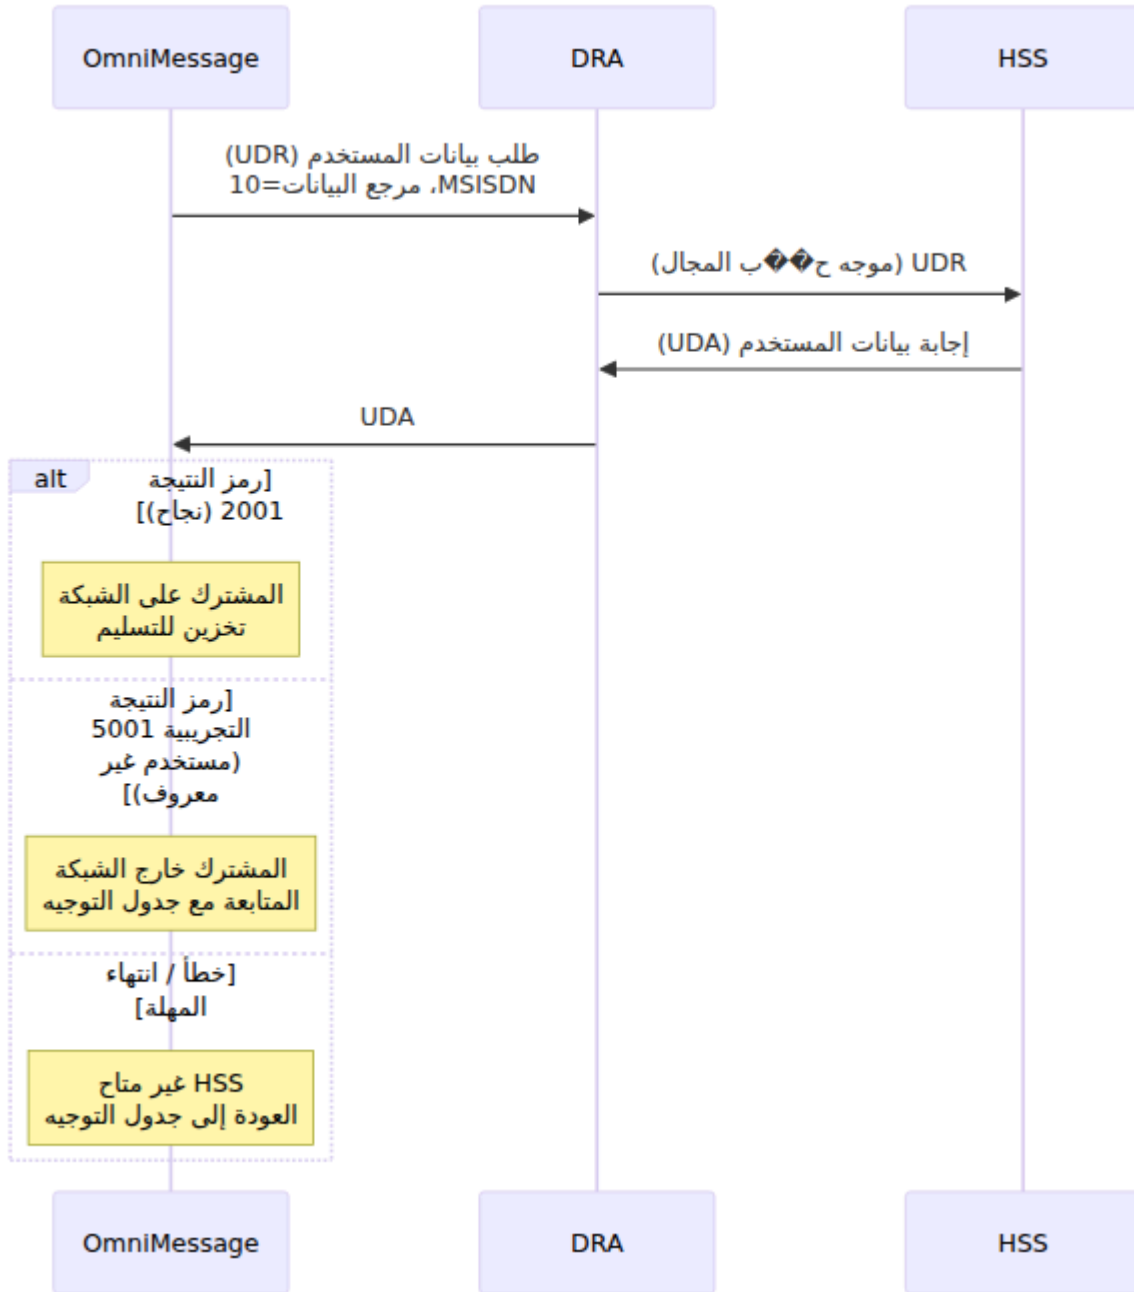 OmniMessage
DRA
HSS
طلب بيانات المستخدم (UDR)
MSISDN، مرجع البيانات=10
UDR (موجه المجال)
إجابة بيانات المستخدم (UDA)
UDA
alt
[رمز النتيجة
2001 (نجاح)]
المشترك على الشبكة
تخزين للتسليم
[رمز النتيجة
التجريبية 5001
(مستخدم غير
معروف)]
المشترك خارج الشبكة
المتابعة مع جدول التوجيه
[خطأ / انتهاء
المهلة]
HSS غير متاح
العودة إلى جدول التوجيه
OmniMessage
DRA
HSS